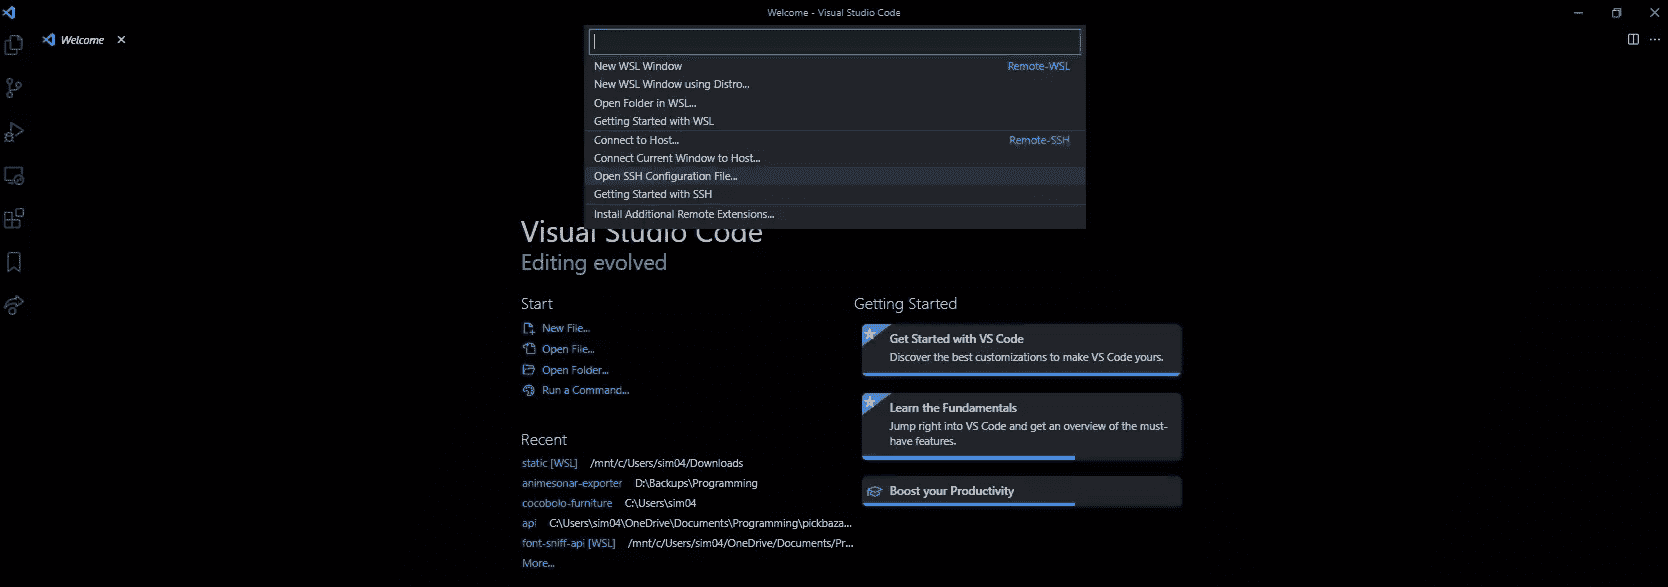 Welcome - Visual Studio Code
Welcome
New WSL Window Remote-WSL
New WSL Window using Distro...
Open Folder in WSL...
Getting Started with WSL
Connect to Host... Remote-SSH
Connect Current Window to Host...
Open SSH Configuration File...
Getting Started with SSH
Install Additional Remote Extensions...
Visual Studio Code
Editing evolved
Start
New File...
Open File...
Open Folder...
Run a Command...
Recent
static [WSL] /mnt/c/Users/sim04/Downloads
animesonar-exporter D:\Backups\Programming
cocobolo-furniture C:\Users\sim04
api C:\Users\sim04\OneDrive\Documents\Programming\pickbaza...
font-sniff-api [WSL] /mnt/c/Users/sim04/OneDrive/Documents/Pr...
More...
Getting Started
Get Started with VS Code
Discover the best customizations to make VS Code yours.
Learn the Fundamentals
Jump right into VS Code and get an overview of the must-
have features.
Boost your Productivity